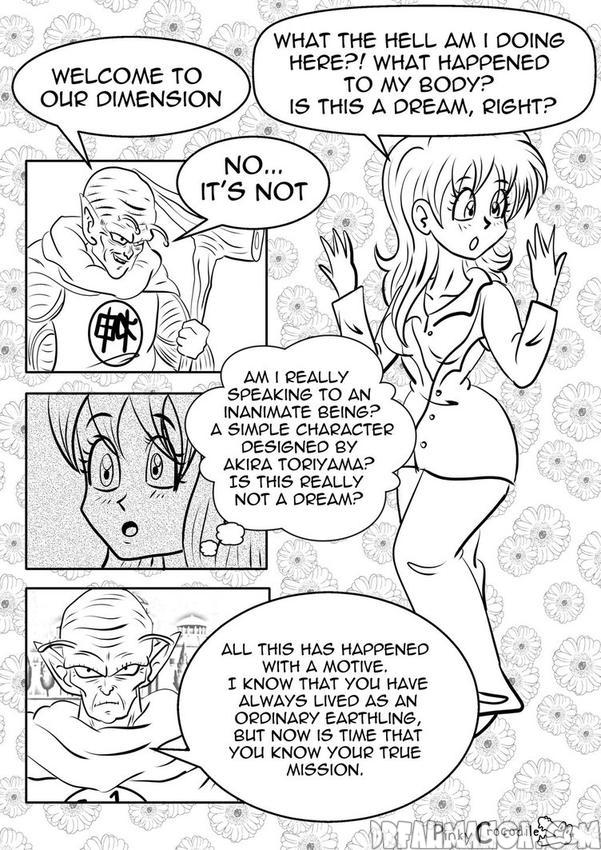 WELCOME TO
OUR DIMENSION
WHAT THE HELL AM I DOING
HERE?! WHAT HAPPENED
TO MY BODY?
IS THIS A DREAM, RIGHT?
NO...
IT'S NOT
AM I REALLY
SPEAKING TO AN
INANIMATE BEING?
A SIMPLE CHARACTER
DESIGNED BY
AKIRA TORIYAMA?
IS THIS REALLY
NOT A DREAM?
ALL THIS HAS HAPPENED
WITH A MOTIVE.
I KNOW THAT YOU HAVE
ALWAYS LIVED AS AN
ORDINARY EARTHLING,
BUT NOW IS TIME THAT
YOU KNOW YOUR TRUE
MISSION.
Pinky Crocodile